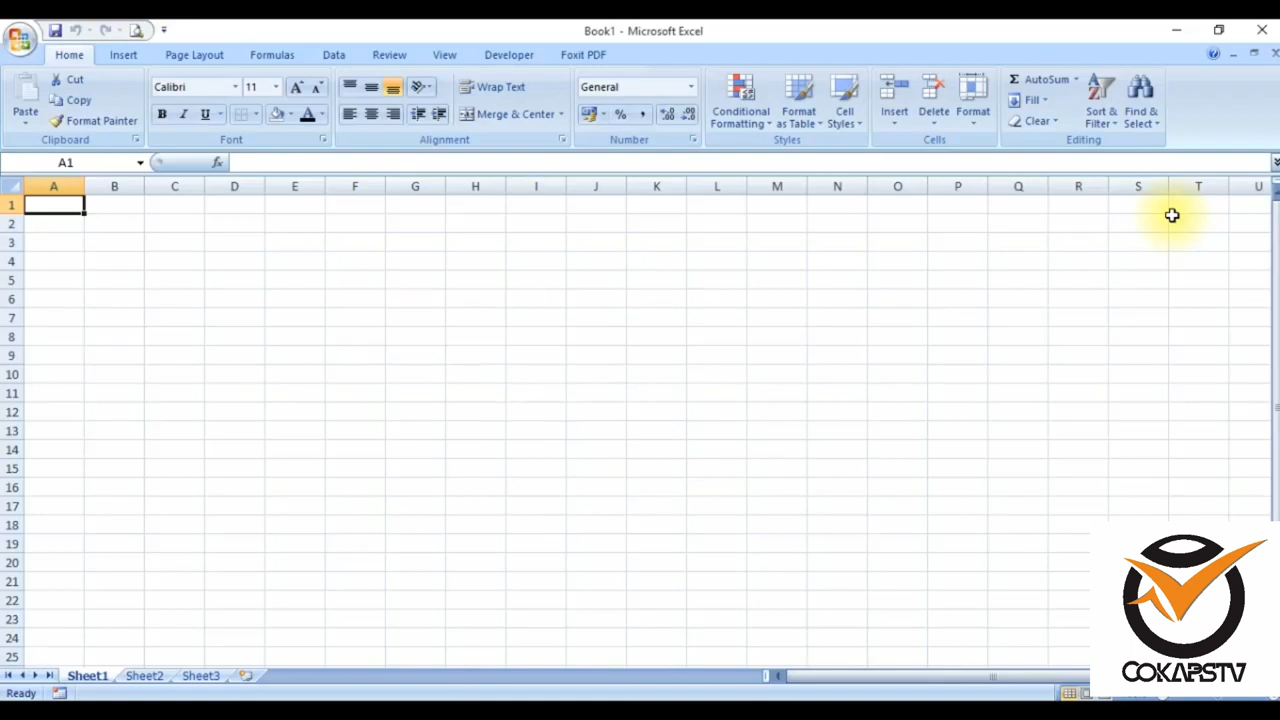 Book1 - Microsoft Excel
Home Insert Page Layout Formulas Data Review View Developer Foxit PDF
Paste
Cut
Copy
Format Painter
Clipboard
Calibri 11
B I U
A
Font
Wrap Text
Merge & Center
Alignment
General
% ,
Number
Conditional Formatting
Format as Table
Cell Styles
Styles
Insert
Delete
Format
Cells
Σ AutoSum
Fill
Clear
Sort & Filter
Find & Select
Editing
A1
fx
A B C D E F G H I J K L M N O P Q R S T U
1
2
3
4
5
6
7
8
9
10
11
12
13
14
15
16
17
18
19
20
21
22
23
24
25
COKAPSTV
Sheet1 Sheet2 Sheet3
Ready